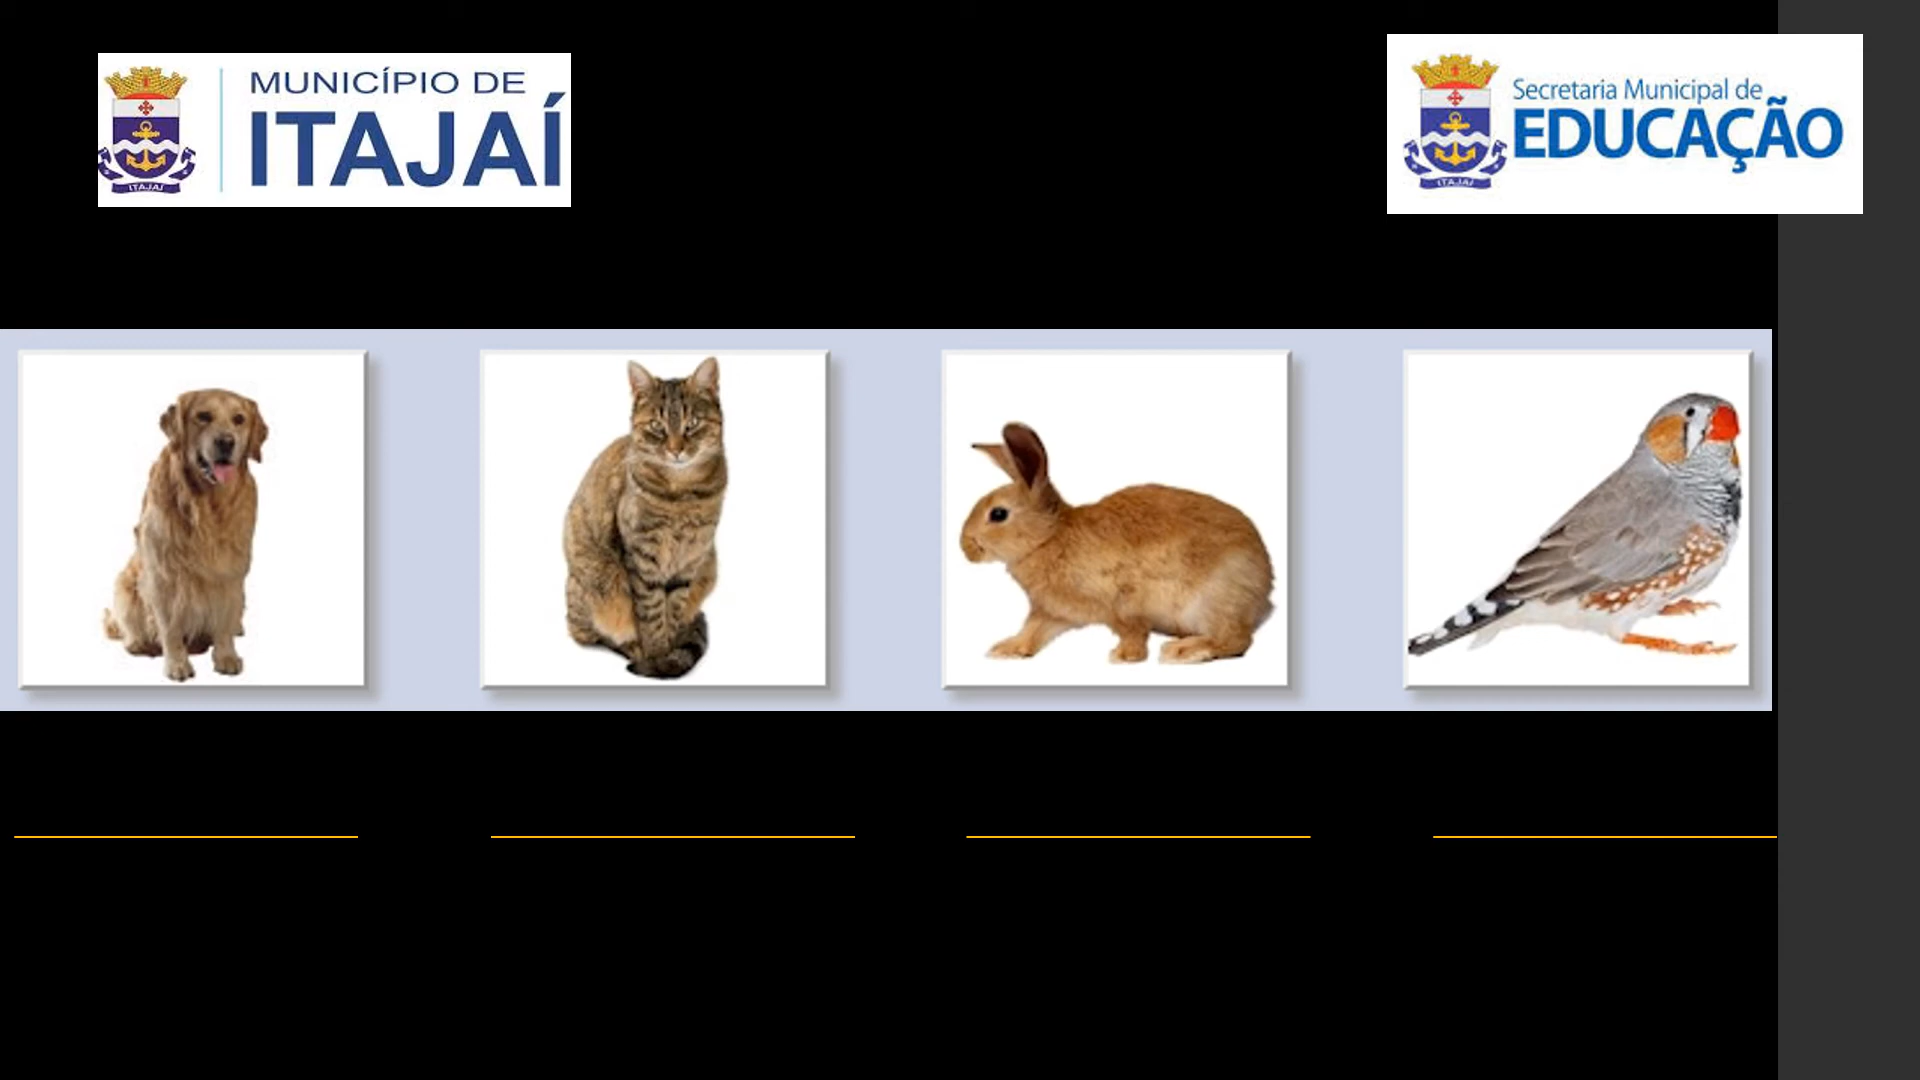 MUNICÍPIO DE
ITAJAÍ
ITAJAÍ
Secretaria Municipal de
EDUCAÇÃO
ITAJAÍ